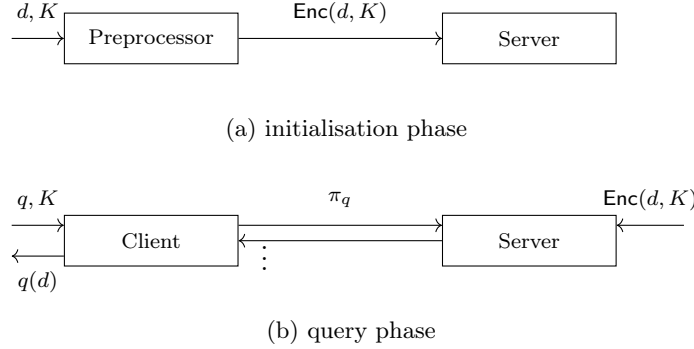 d, K
Enc(d, K)
Preprocessor
Server
(a) initialisation phase
q, K
π_q
Enc(d, K)
Client
Server
⋮
q(d)
(b) query phase